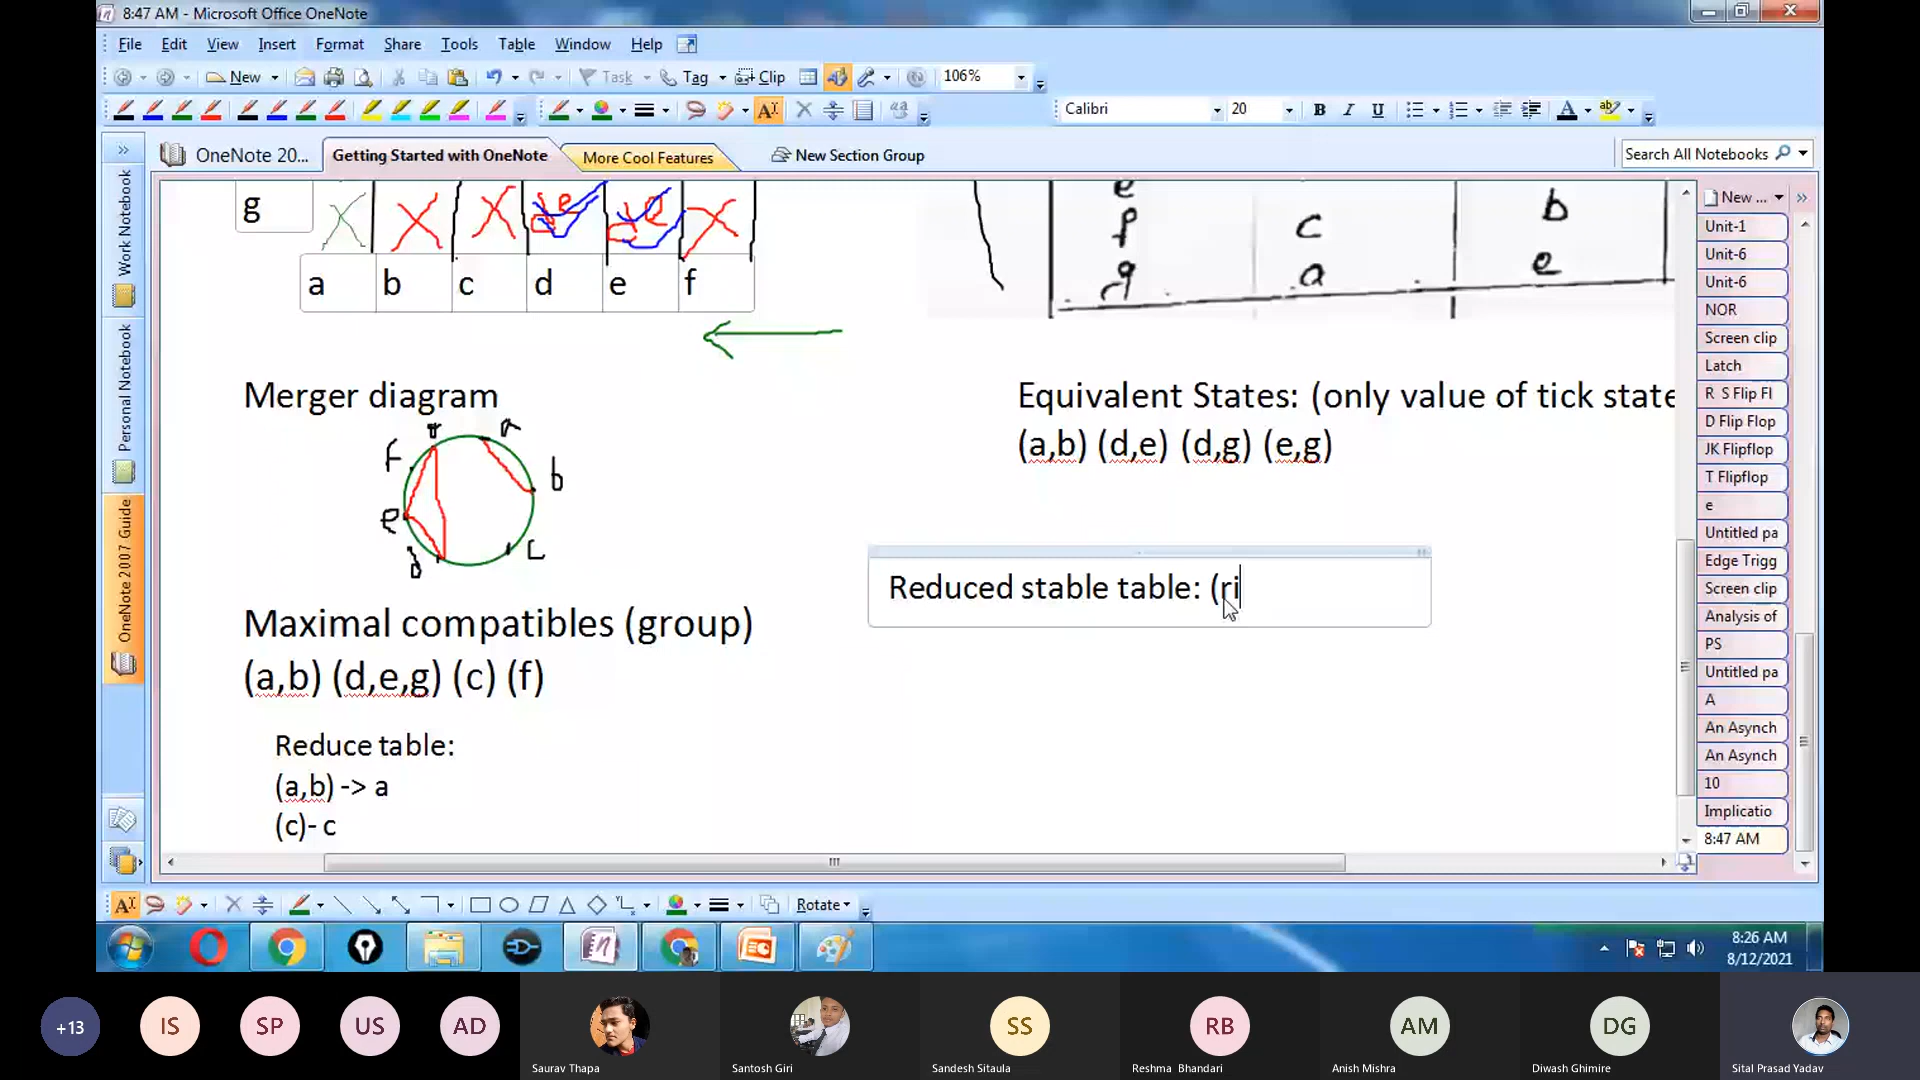 8:47 AM - Microsoft Office OneNote
File Edit View Insert Format Share Tools Table Window Help
New Task Tag Clip 106%
Calibri 20 B I U A ab
OneNote 20... Getting Started with OneNote More Cool Features New Section Group Search All Notebooks
Work Notebook
Personal Notebook
OneNote 2007 Guide
g
d e
d e
a b c d e f
e
f c b
g a e
Merger diagram
a
f
b
e
c
d
Maximal compatibles (group)
(a,b) (d,e,g) (c) (f)
Reduce table:
(a,b) -> a
(c)- c
Equivalent States: (only value of tick state
(a,b) (d,e) (d,g) (e,g)
Reduced stable table: (ri
New ...
Unit-1
Unit-6
Unit-6
NOR
Screen clip
Latch
R S Flip Fl
D Flip Flop
JK Flipflop
T Flipflop
e
Untitled pa
Edge Trigg
Screen clip
Analysis of
PS
Untitled pa
A
An Asynch
An Asynch
10
Implicatio
8:47 AM
Rotate
8:26 AM
8/12/2021
+13 IS SP US AD SS RB AM DG
Saurav Thapa Santosh Giri Sandesh Sitaula Reshma Bhandari Anish Mishra Diwash Ghimire Sital Prasad Yadav